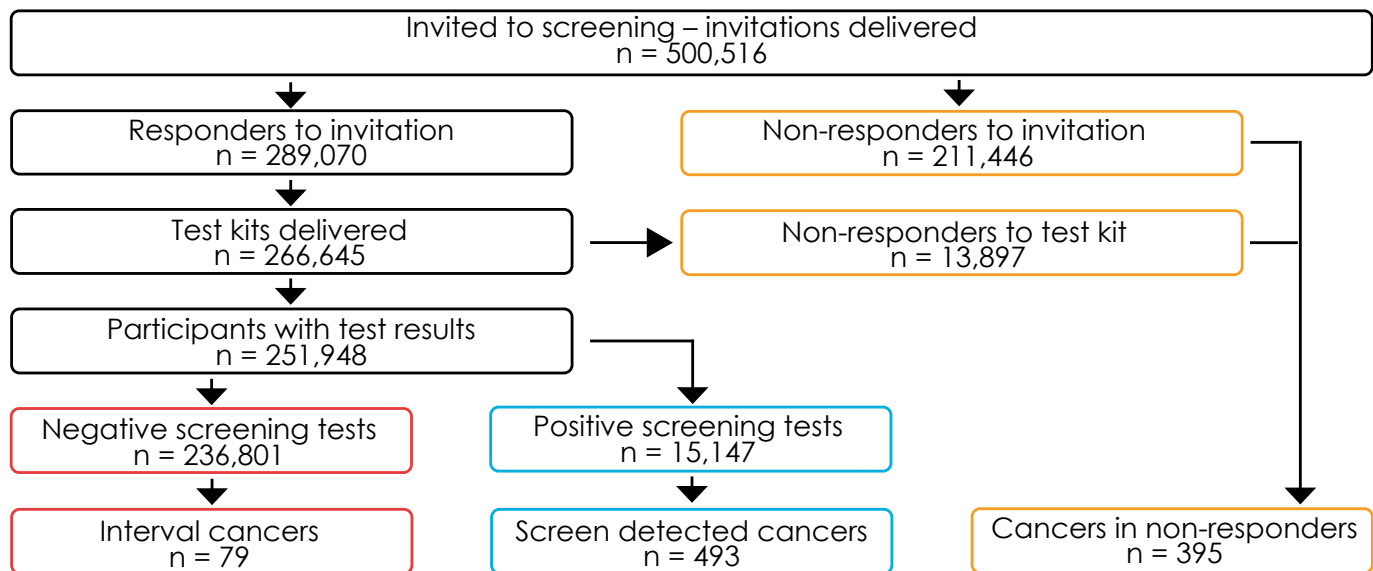 Invited to screening – invitations delivered
n = 500,516
Responders to invitation
n = 289,070
Non-responders to invitation
n = 211,446
Test kits delivered
n = 266,645
Non-responders to test kit
n = 13,897
Participants with test results
n = 251,948
Negative screening tests
n = 236,801
Positive screening tests
n = 15,147
Interval cancers
n = 79
Screen detected cancers
n = 493
Cancers in non-responders
n = 395